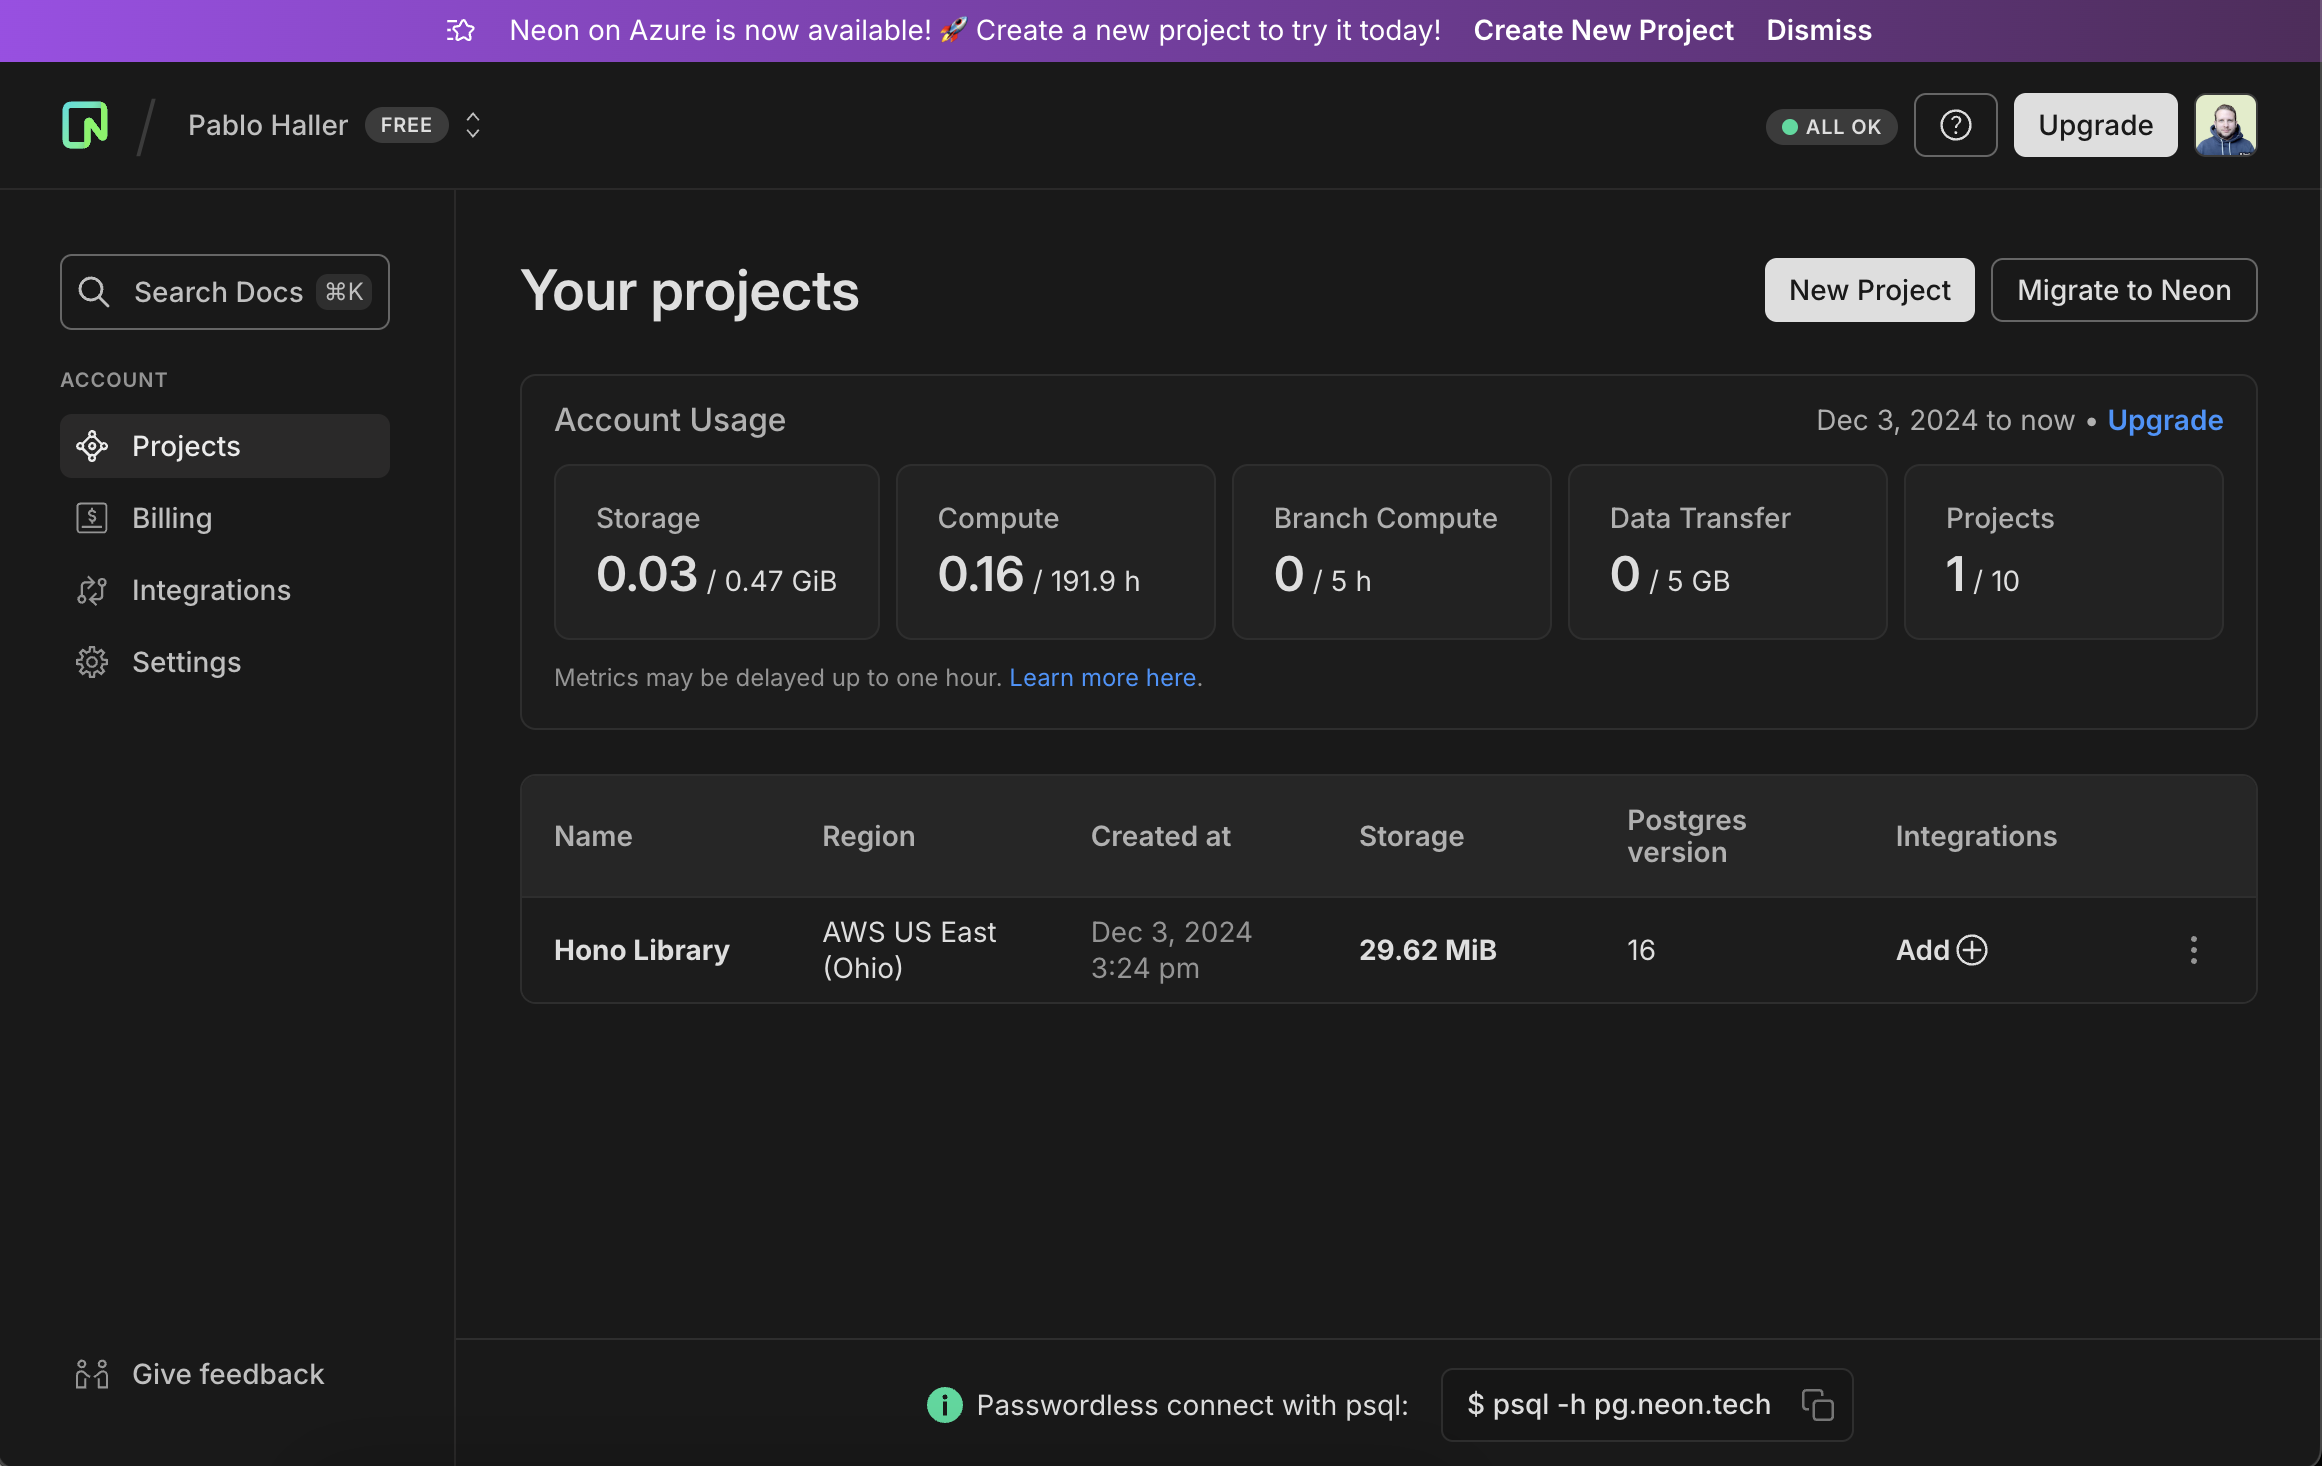 Neon on Azure is now available! 🚀 Create a new project to try it today! Create New Project Dismiss
Pablo Haller FREE
ALL OK
Upgrade
Search Docs ⌘K
ACCOUNT
Projects
Billing
Integrations
Settings
Give feedback
Your projects
New Project
Migrate to Neon
Account Usage
Dec 3, 2024 to now • Upgrade
Storage
0.03 / 0.47 GiB
Compute
0.16 / 191.9 h
Branch Compute
0 / 5 h
Data Transfer
0 / 5 GB
Projects
1 / 10
Metrics may be delayed up to one hour. Learn more here.
Name
Region
Created at
Storage
Postgres
version
Integrations
Hono Library
AWS US East
(Ohio)
Dec 3, 2024
3:24 pm
29.62 MiB
16
Add
Passwordless connect with psql:
$ psql -h pg.neon.tech